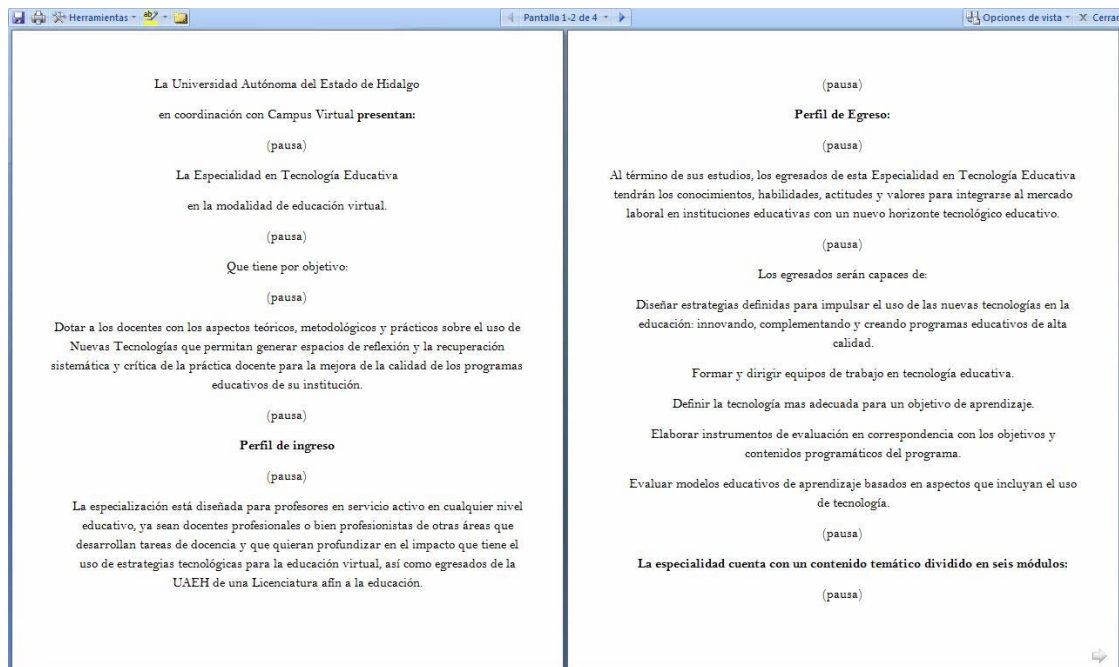 Herramientas
Pantalla 1-2 de 4
Opciones de vista
X Cerrar
La Universidad Autónoma del Estado de Hidalgo
en coordinación con Campus Virtual presentan:
(pausa)
La Especialidad en Tecnología Educativa
en la modalidad de educación virtual.
(pausa)
Que tiene por objetivo:
(pausa)
Dotar a los docentes con los aspectos teóricos, metodológicos y prácticos sobre el uso de
Nuevas Tecnologías que permitan generar espacios de reflexión y la recuperación
sistemática y crítica de la práctica docente para la mejora de la calidad de los programas
educativos de su institución.
(pausa)
Perfil de ingreso
(pausa)
La especialización está diseñada para profesores en servicio activo en cualquier nivel
educativo, ya sean docentes profesionales o bien profesionistas de otras áreas que
desarrollan tareas de docencia y que quieran profundizar en el impacto que tiene el
uso de estrategias tecnológicas para la educación virtual, así como egresados de la
UAEH de una Licenciatura afín a la educación.
(pausa)
Perfil de Egreso:
(pausa)
Al término de sus estudios, los egresados de esta Especialidad en Tecnología Educativa
tendrán los conocimientos, habilidades, actitudes y valores para integrarse al mercado
laboral en instituciones educativas con un nuevo horizonte tecnológico educativo.
(pausa)
Los egresados serán capaces de:
Diseñar estrategias definidas para impulsar el uso de las nuevas tecnologías en la
educación: innovando, complementando y creando programas educativos de alta
calidad.
Formar y dirigir equipos de trabajo en tecnología educativa.
Definir la tecnología mas adecuada para un objetivo de aprendizaje.
Elaborar instrumentos de evaluación en correspondencia con los objetivos y
contenidos programáticos del programa.
Evaluar modelos educativos de aprendizaje basados en aspectos que incluyan el uso
de tecnología.
(pausa)
La especialidad cuenta con un contenido temático dividido en seis módulos:
(pausa)